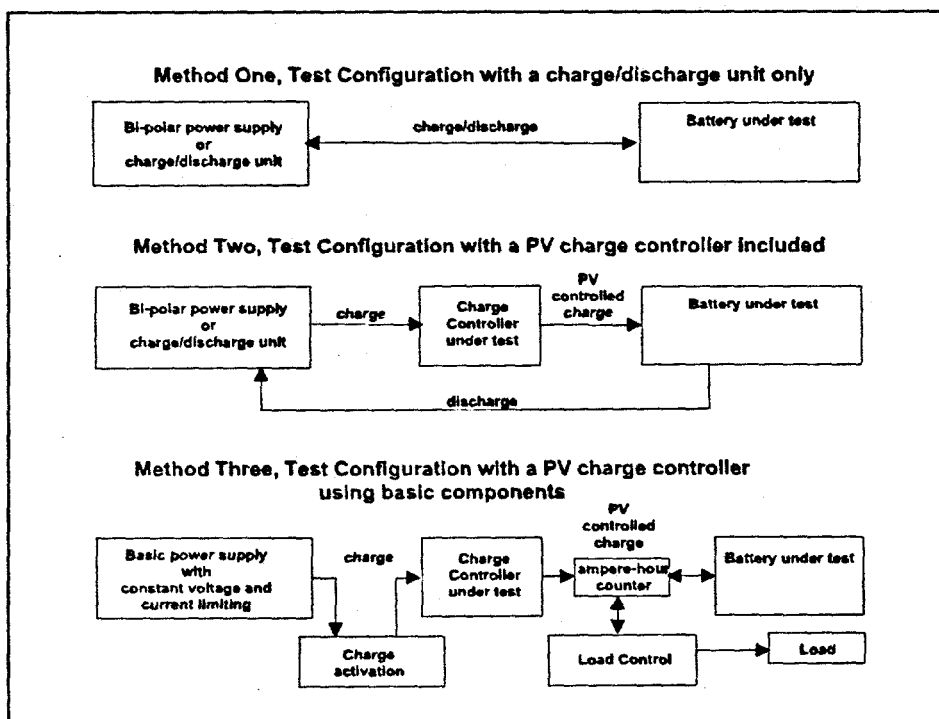 Method One, Test Configuration with a charge/discharge unit only
Bi-polar power supply
or
charge/discharge unit
charge/discharge
Battery under test
Method Two, Test Configuration with a PV charge controller included
Bi-polar power supply
or
charge/discharge unit
charge
Charge
Controller
under test
PV
controlled
charge
Battery under test
discharge
Method Three, Test Configuration with a PV charge controller
using basic components
Basic power supply
with
constant voltage and
current limiting
charge
Charge
activation
Charge
Controller
under test
PV
controlled
charge
ampere-hour
counter
Battery under test
Load Control
Load